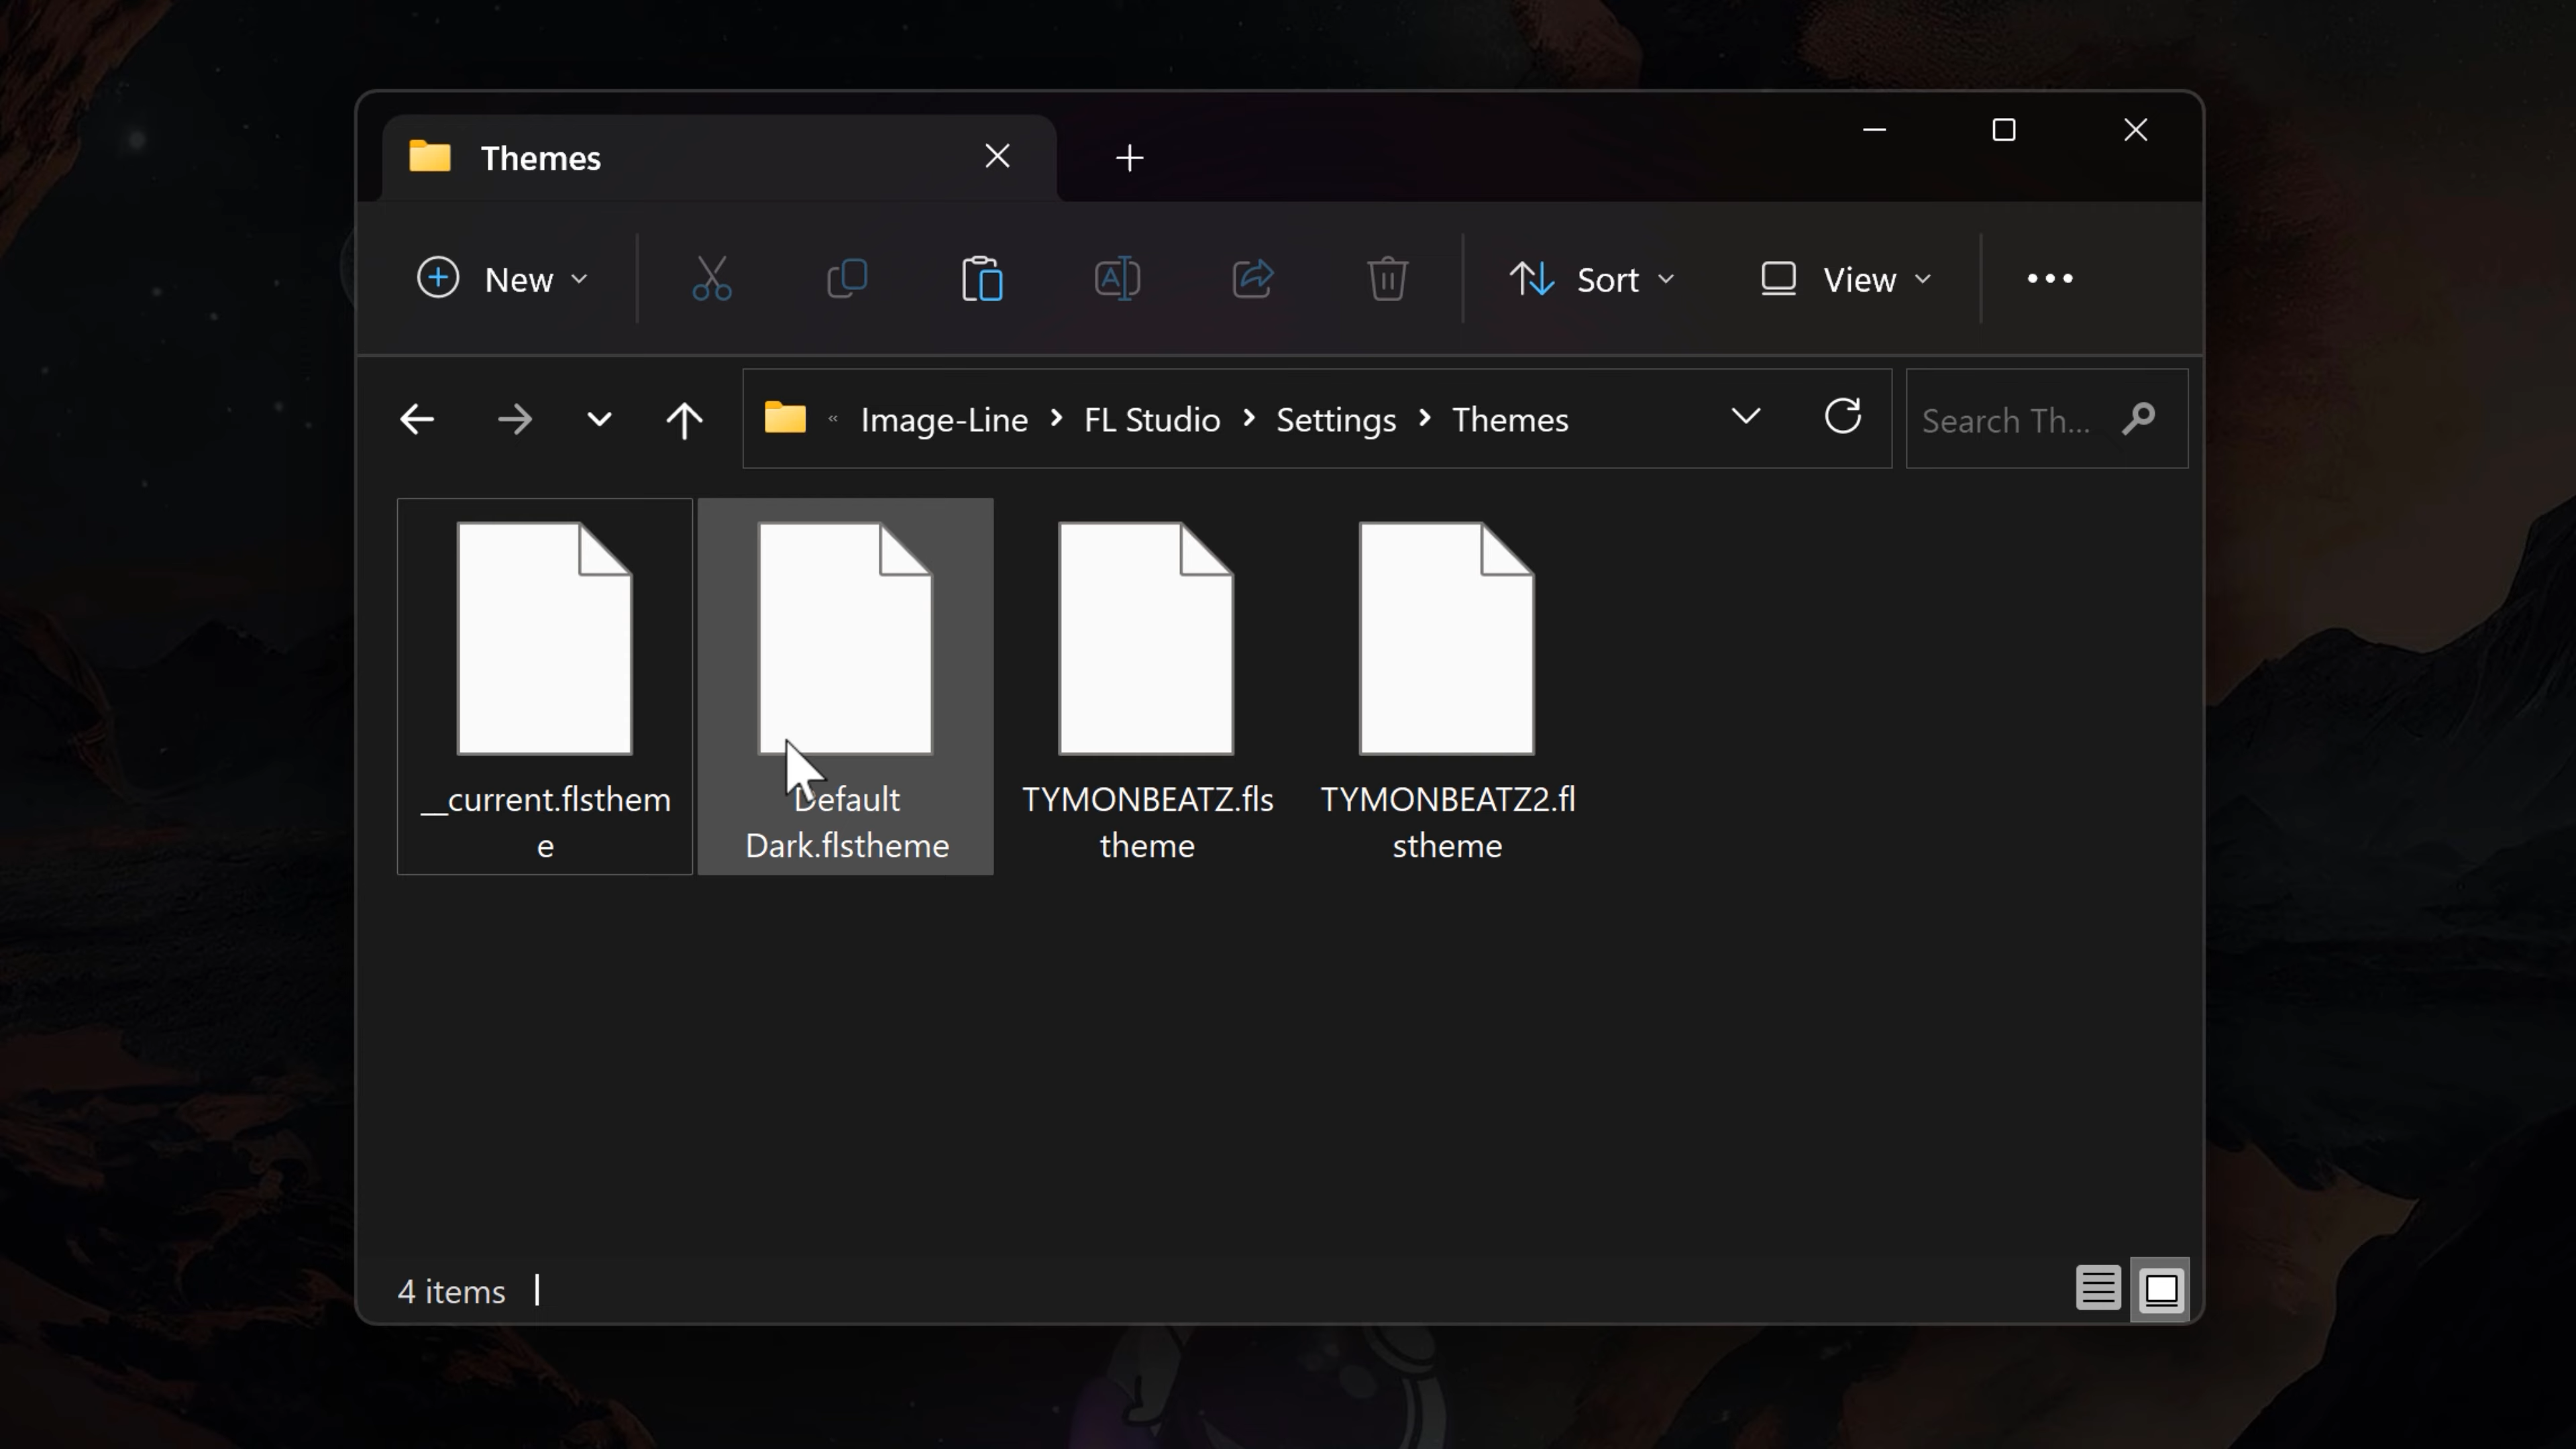 Themes
New
Sort
View
« Image-Line > FL Studio > Settings > Themes
Search Th...
__current.flsthem
e
Default
Dark.flstheme
TYMONBEATZ.fls
theme
TYMONBEATZ2.fl
stheme
4 items